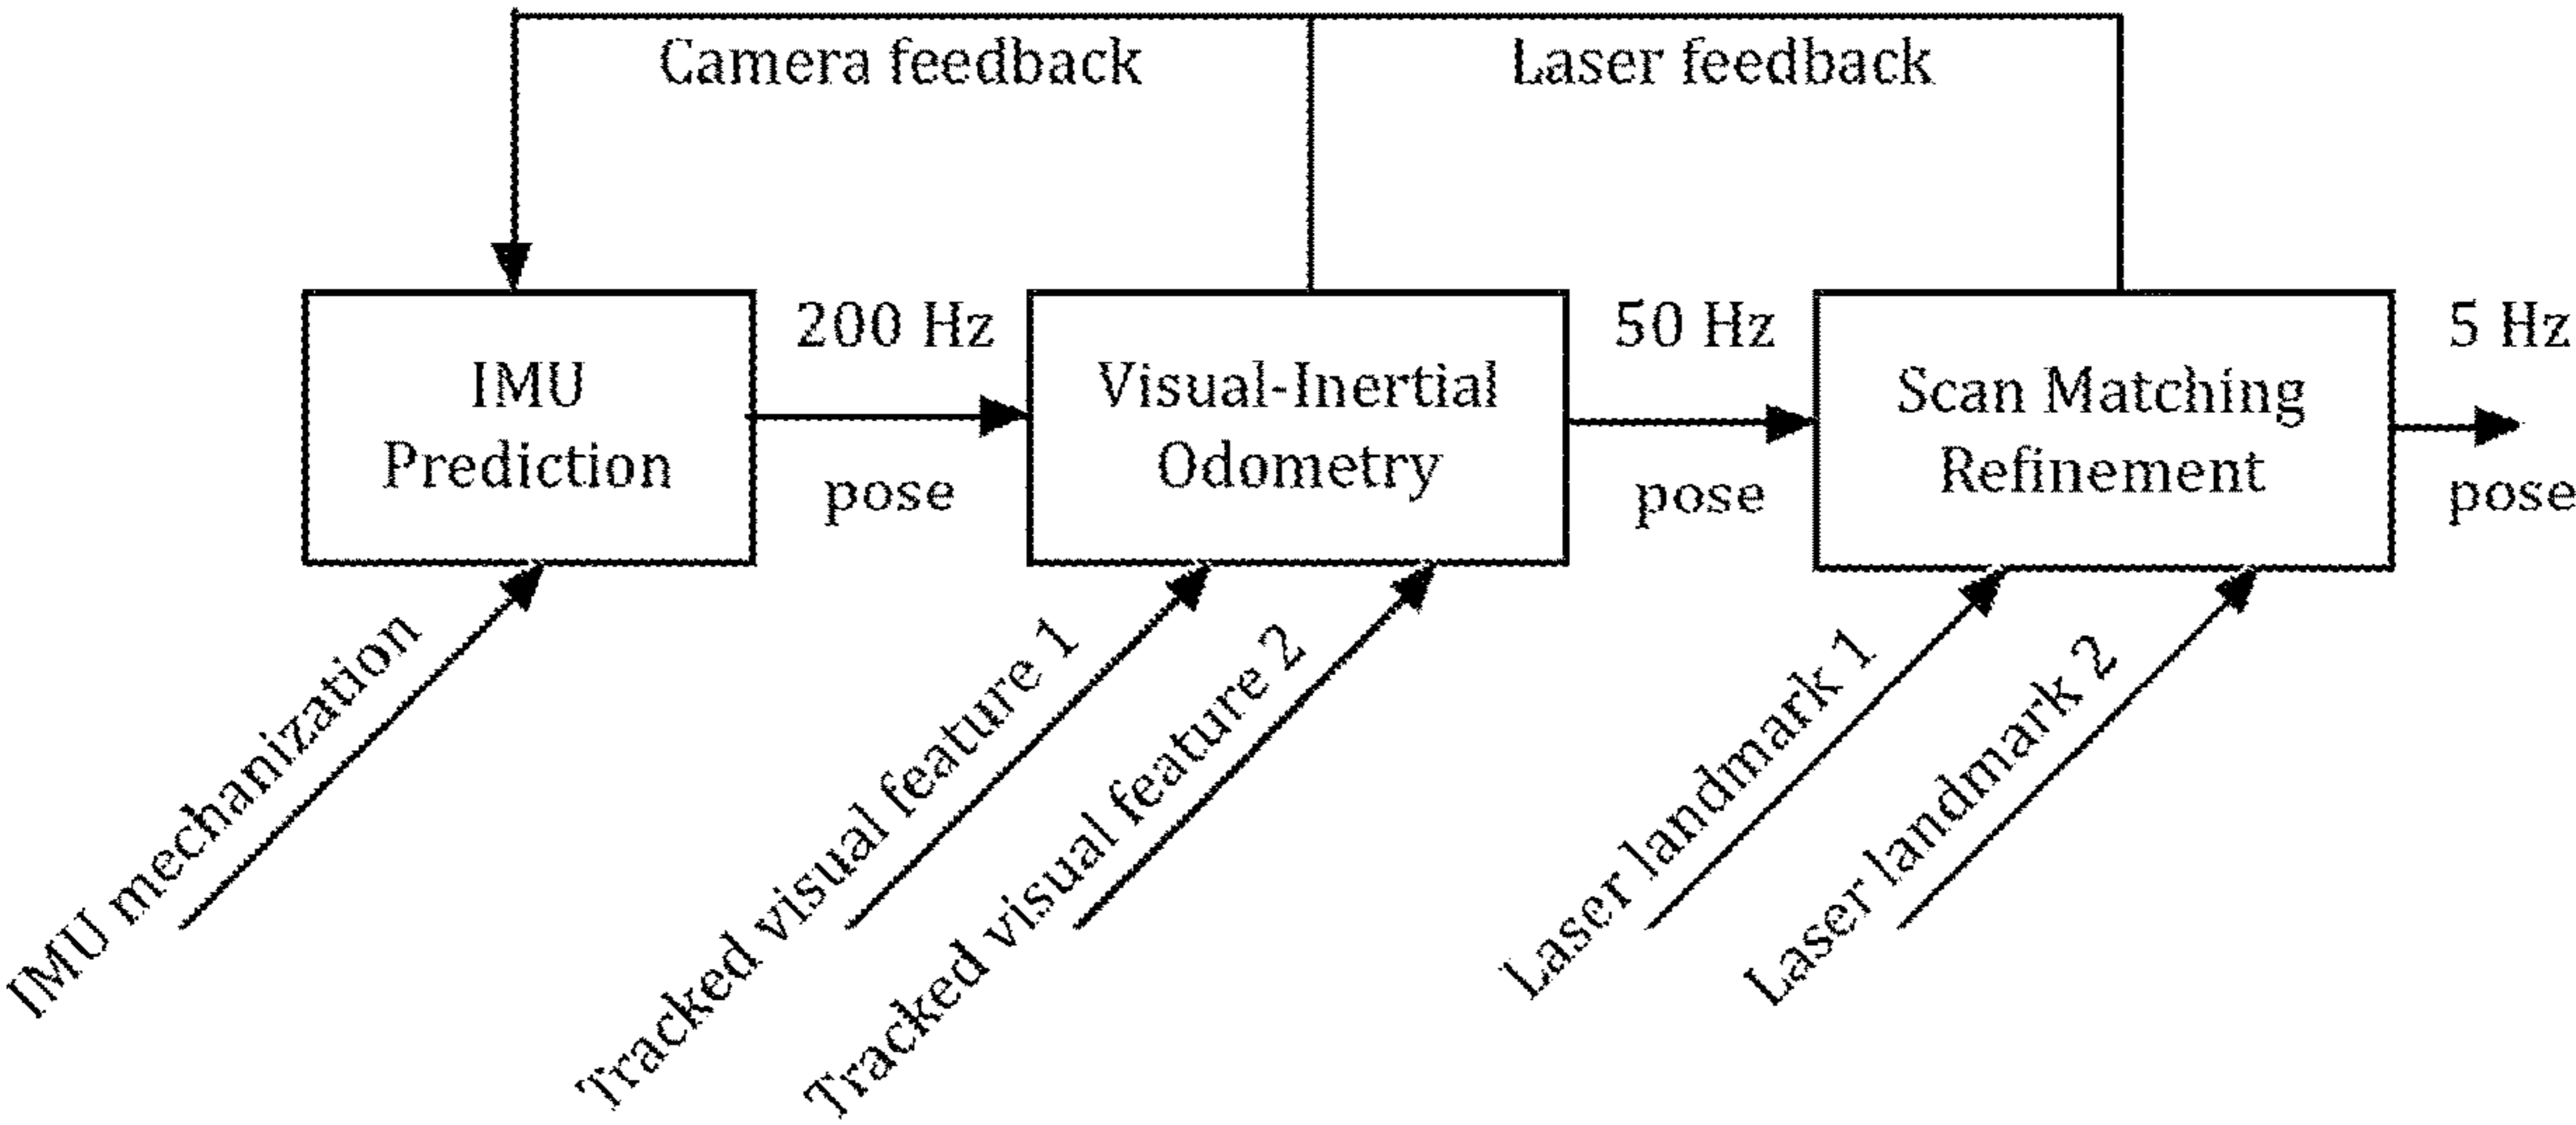 Camera feedback
Laser feedback
IMU
Prediction
200 Hz
pose
Visual-Inertial
Odometry
50 Hz
pose
Scan Matching
Refinement
5 Hz
pose
IMU mechanization
Tracked visual feature 1
Tracked visual feature 2
Laser landmark 1
Laser landmark 2